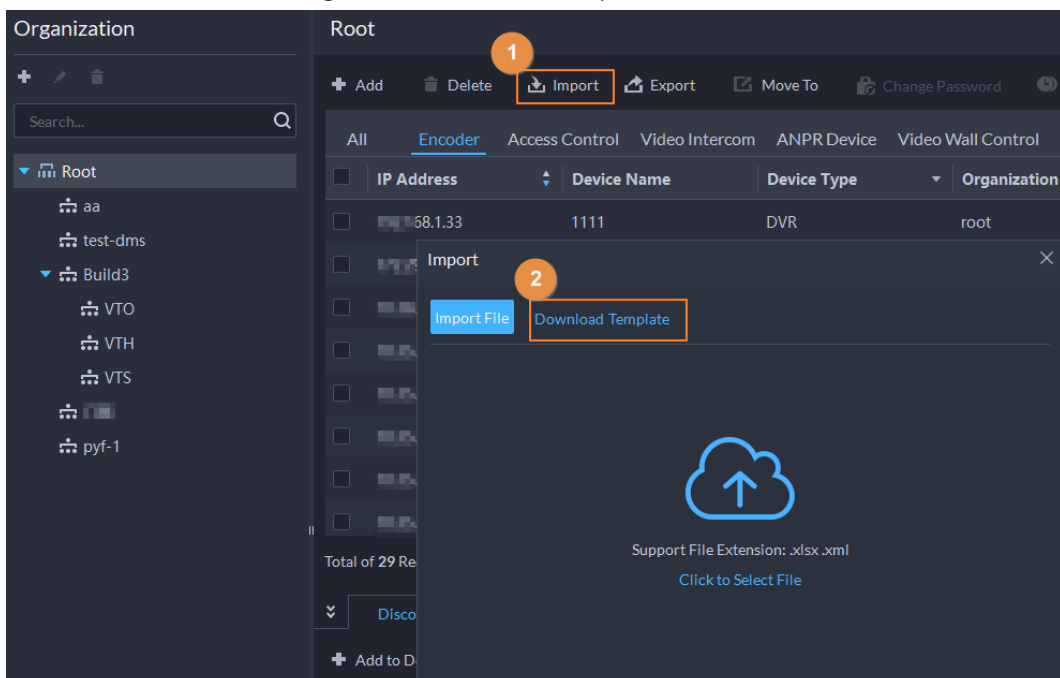 Organization
Search...
Root
aa
test-dms
Build3
VTO
VTH
VTS
pyf-1
Root
1
Add Delete Import Export Move To Change Password
All Encoder Access Control Video Intercom ANPR Device Video Wall Control
IP Address Device Name Device Type Organization
68.1.33 1111 DVR root
Import
2
Import File Download Template
Support File Extension: .xlsx .xml
Click to Select File
Total of 29 Re
Disco
Add to D